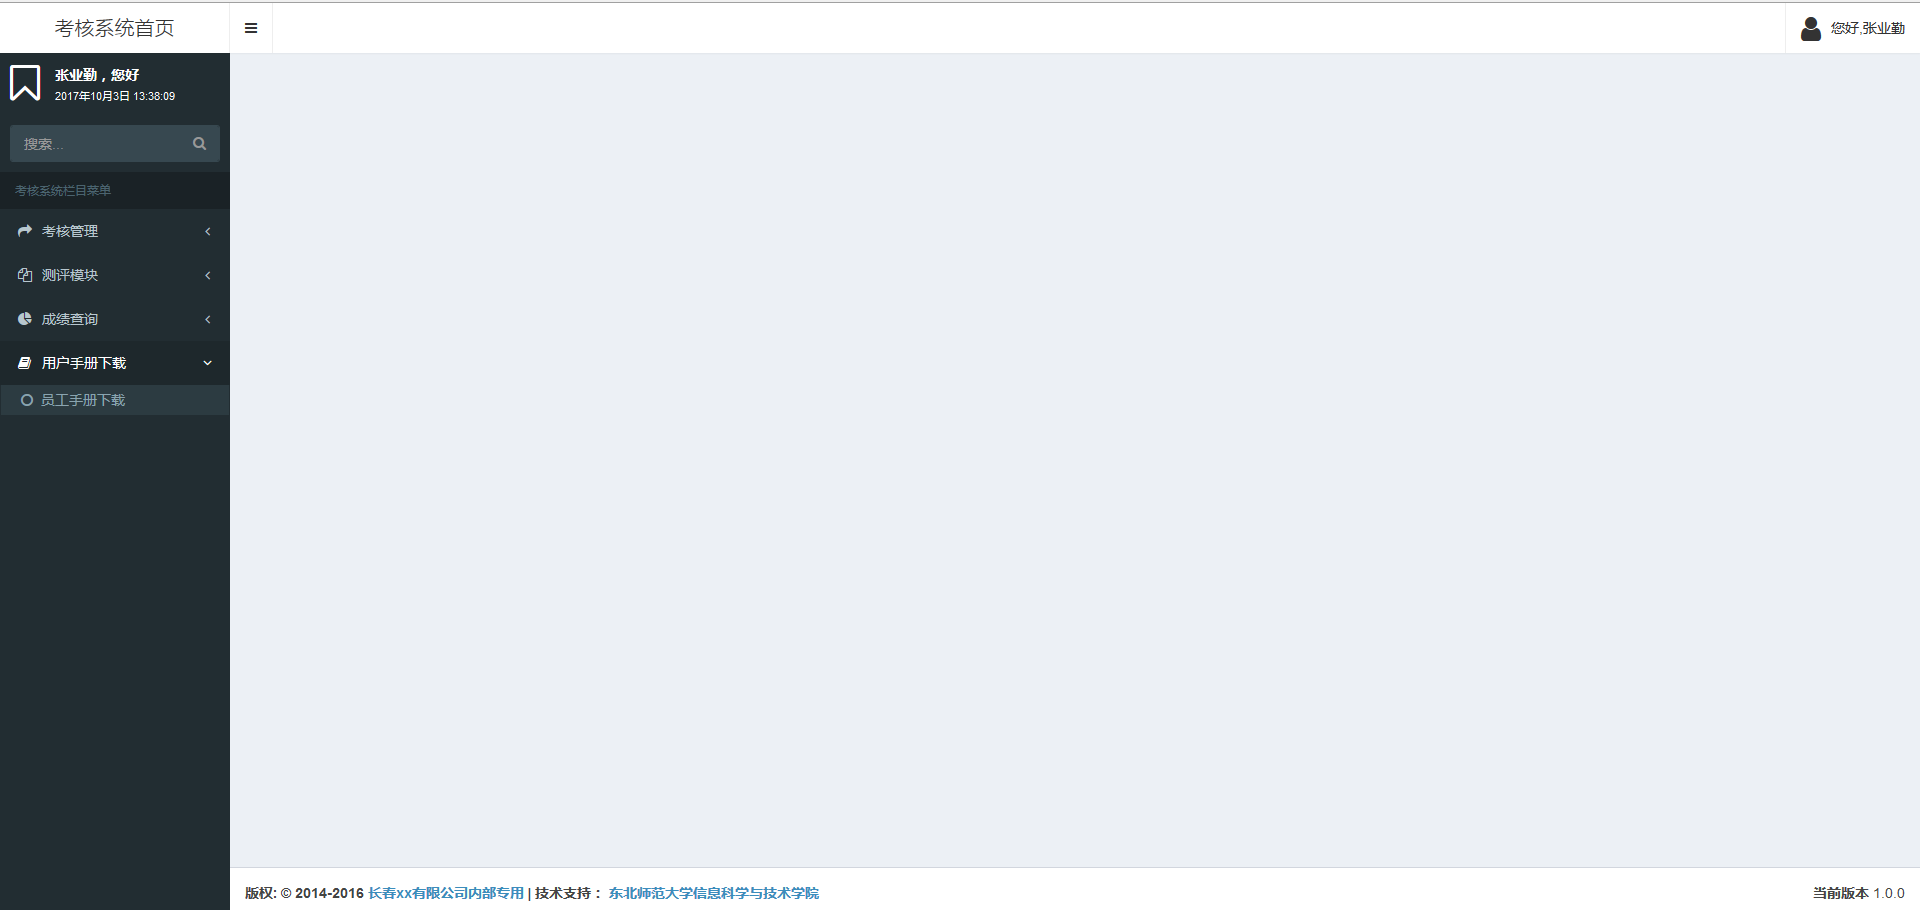 考核系统首页
您好,张业勤
张业勤，您好
2017年10月3日 13:38:09
搜索...
考核系统栏目菜单
考核管理
测评模块
成绩查询
用户手册下载
员工手册下载
版权: © 2014-2016 长春xx有限公司内部专用 | 技术支持： 东北师范大学信息科学与技术学院
当前版本 1.0.0